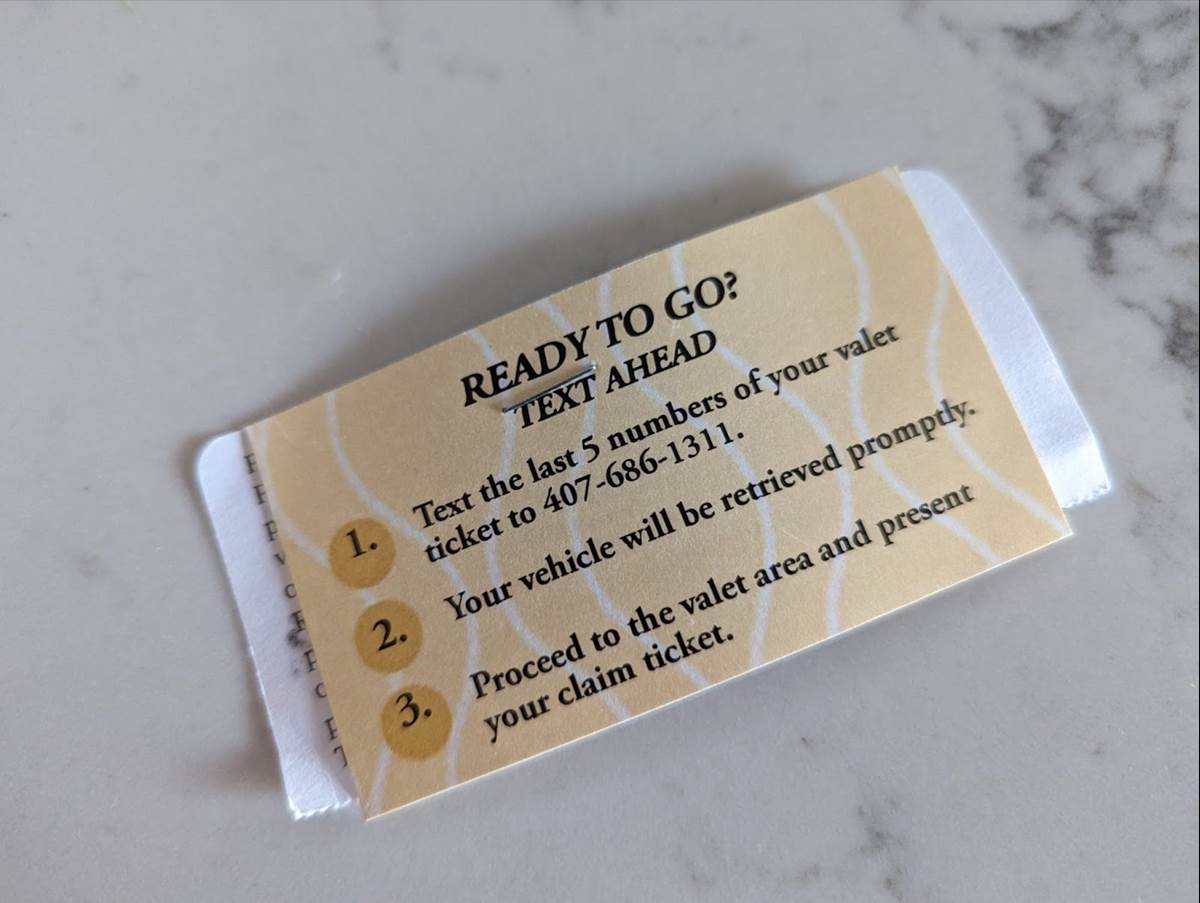 READY TO GO?
TEXT AHEAD
1.
Text the last 5 numbers of your valet
ticket to 407-686-1311.
2.
Your vehicle will be retrieved promptly.
3.
Proceed to the valet area and present
your claim ticket.